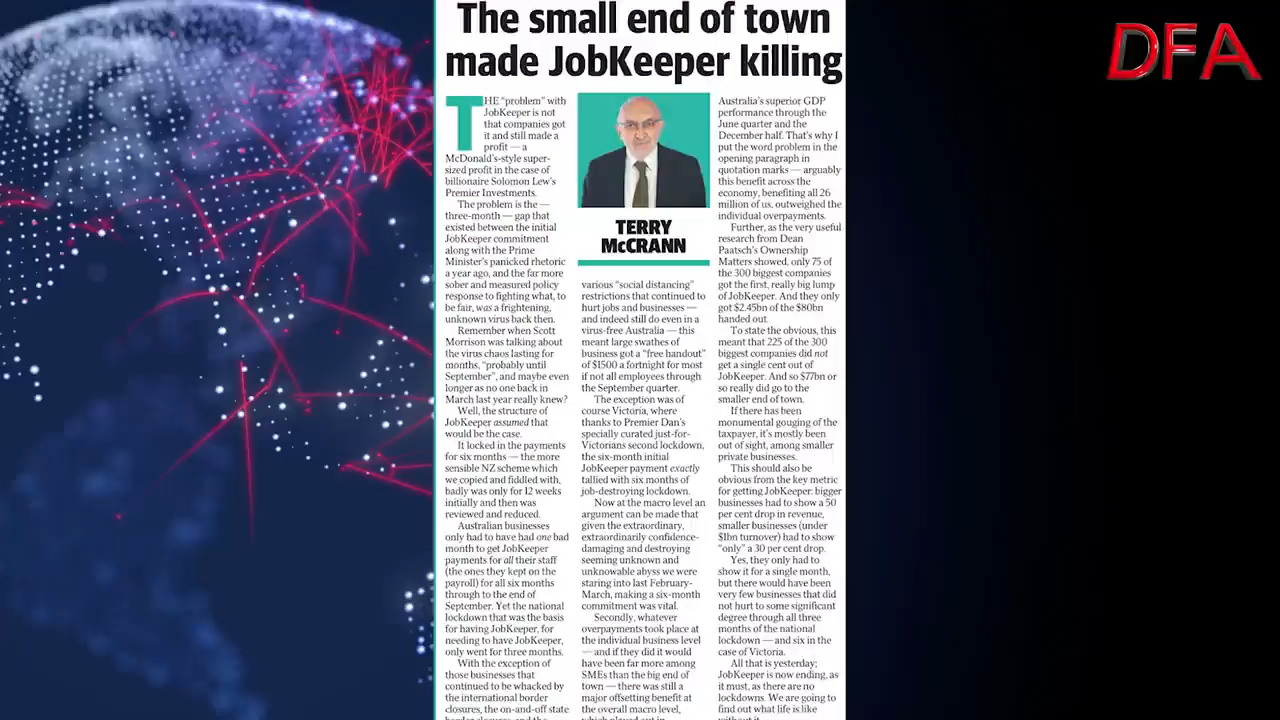 The small end of town
made JobKeeper killing
THE “problem” with
JobKeeper is not
that companies got
it and still made a
profit — a
McDonald's-style super-
sized profit in the case of
billionaire Solomon Lew's
Premier Investments.
The problem is the —
three-month — gap that
existed between the initial
JobKeeper commitment
along with the Prime
Minister's panicked rhetoric
a year ago, and the far more
sober and measured policy
response to fighting what, to
be fair, was a frightening,
unknown virus back then.
Remember when Scott
Morrison was talking about
the virus chaos lasting for
months, “probably until
September”, and maybe even
longer as no one back in
March last year really knew?
Well, the structure of
JobKeeper assumed that
would be the case.
It locked in the payments
for six months — the more
sensible NZ scheme which
we copied and fiddled with,
badly was only for 12 weeks
initially and then was
reviewed and reduced.
Australian businesses
only had to have had one bad
month to get JobKeeper
payments for all their staff
(the ones they kept on the
payroll) for all six months
through to the end of
September. Yet the national
lockdown that was the basis
for having JobKeeper, for
needing to have JobKeeper,
only went for three months.
With the exception of
those businesses that
continued to be whacked by
the international border
closures, the on-and-off state
border closures, and the
TERRY
McCRANN
various “social distancing”
restrictions that continued to
hurt jobs and businesses —
and indeed still do even in a
virus-free Australia — this
meant large swathes of
business got a “free handout”
of $1500 a fortnight for most
if not all employees through
the September quarter.
The exception was of
course Victoria, where
thanks to Premier Dan's
specially curated just-for-
Victorians second lockdown,
the six-month initial
JobKeeper payment exactly
tallied with six months of
job-destroying lockdown.
Now at the macro level an
argument can be made that
given the extraordinary,
extraordinarily confidence-
damaging and destroying
seeming unknown and
unknowable abyss we were
staring into last February-
March, making a six-month
commitment was vital.
Secondly, whatever
overpayments took place at
the individual business level
— and if they did it would
have been far more among
SMEs than the big end of
town — there was still a
major offsetting benefit at
the overall macro level,
which played out in
Australia's superior GDP
performance through the
June quarter and the
December half. That's why I
put the word problem in the
opening paragraph in
quotation marks — arguably
this benefit across the
economy, benefiting all 26
million of us, outweighed the
individual overpayments.
Further, as the very useful
research from Dean
Paatsch's Ownership
Matters showed, only 75 of
the 300 biggest companies
got the first, really big lump
of JobKeeper. And they only
got $2.45bn of the $80bn
handed out.
To state the obvious, this
meant that 225 of the 300
biggest companies did not
get a single cent out of
JobKeeper. And so $77bn or
so really did go to the
smaller end of town.
If there has been
monumental gouging of the
taxpayer, it's mostly been
out of sight, among smaller
private businesses.
This should also be
obvious from the key metric
for getting JobKeeper: bigger
businesses had to show a 50
per cent drop in revenue,
smaller businesses (under
$1bn turnover) had to show
“only” a 30 per cent drop.
Yes, they only had to
show it for a single month,
but there would have been
very few businesses that did
not hurt to some significant
degree through all three
months of the national
lockdown — and six in the
case of Victoria.
All that is yesterday;
JobKeeper is now ending, as
it must, as there are no
lockdowns. We are going to
find out what life is like
without it.
DFA